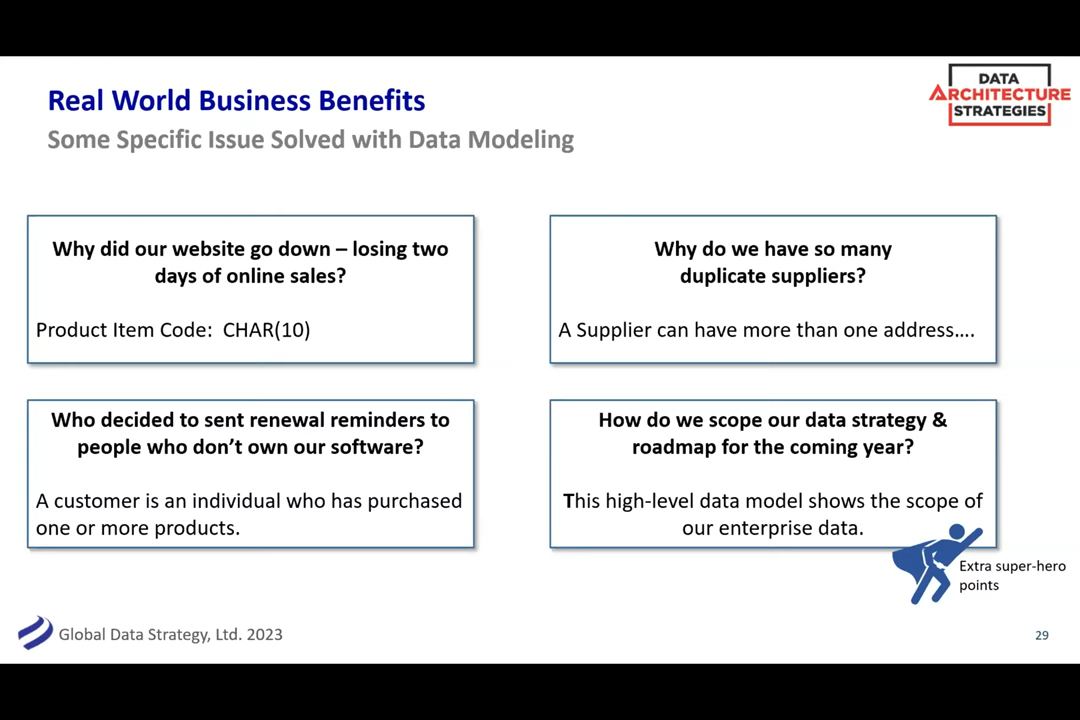 Real World Business Benefits
Some Specific Issue Solved with Data Modeling
DATA
ARCHITECTURE
STRATEGIES
Why did our website go down – losing two
days of online sales?
Product Item Code:  CHAR(10)
Why do we have so many
duplicate suppliers?
A Supplier can have more than one address....
Who decided to sent renewal reminders to
people who don’t own our software?
A customer is an individual who has purchased
one or more products.
How do we scope our data strategy &
roadmap for the coming year?
This high-level data model shows the scope of
our enterprise data.
Extra super-hero
points
Global Data Strategy, Ltd. 2023
29